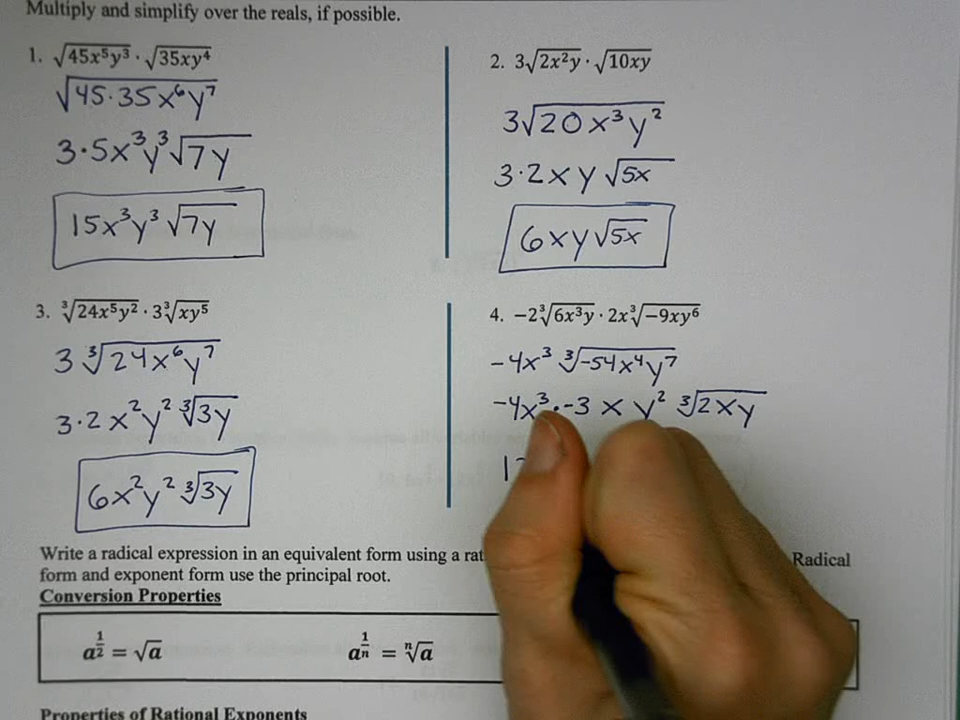 Multiply and simplify over the reals, if possible.
1. √45x⁵y³ · √35xy⁴
√45·35x⁶y⁷
3·5x³y³√7y
15x³y³√7y
2. 3√2x²y · √10xy
3√20x³y²
3·2xy√5x
6xy√5x
3. ∛24x⁵y² · 3∛xy⁵
3∛24x⁶y⁷
3·2x²y²∛3y
6x²y²∛3y
4. −2∛6x³y · 2x∛−9xy⁶
-4x³ ∛-54x⁴y⁷
-4x³·-3xy²∛2xy
Write a radical expression in an equivalent form using a Radical
form and exponent form use the principal root.
Conversion Properties
a^(1/2) = √a a^(1/n) = ⁿ√a
Properties of Rational Exponents